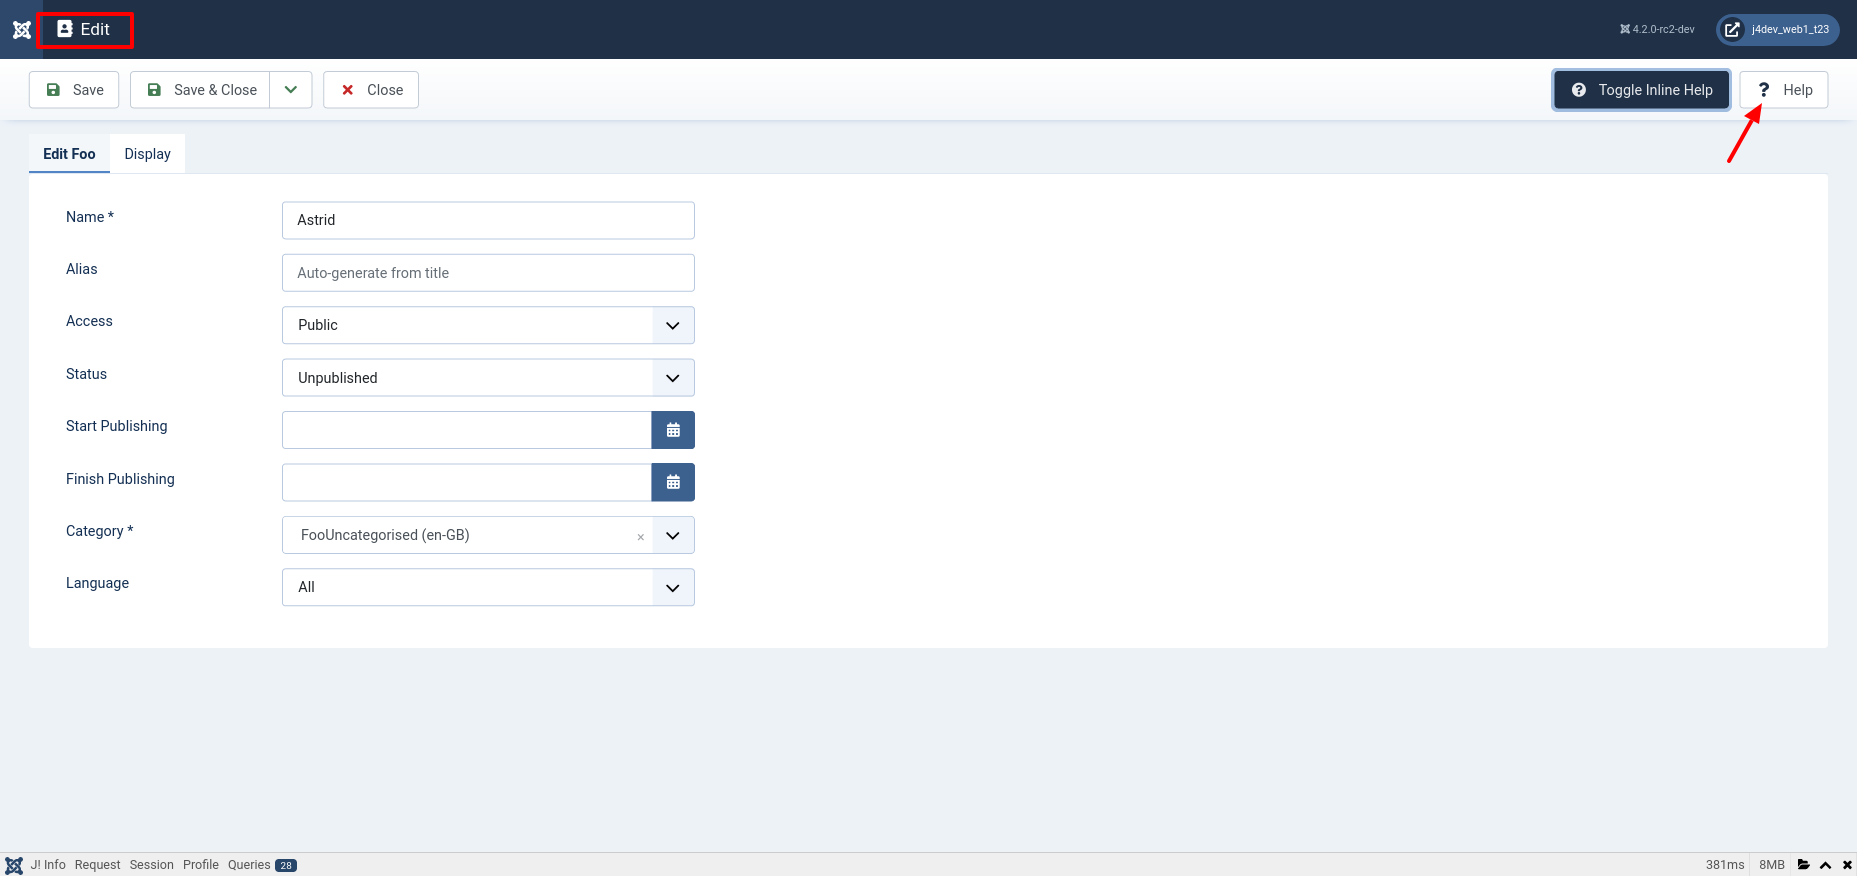 Edit
4.2.0-rc2-dev
j4dev_web1_t23
Save
Save & Close
Close
Toggle Inline Help
? Help
Edit Foo
Display
Name *
Astrid
Alias
Auto-generate from title
Access
Public
Status
Unpublished
Start Publishing
Finish Publishing
Category *
FooUncategorised (en-GB)
×
Language
All
J! Info Request Session Profile Queries 28
381ms
8MB